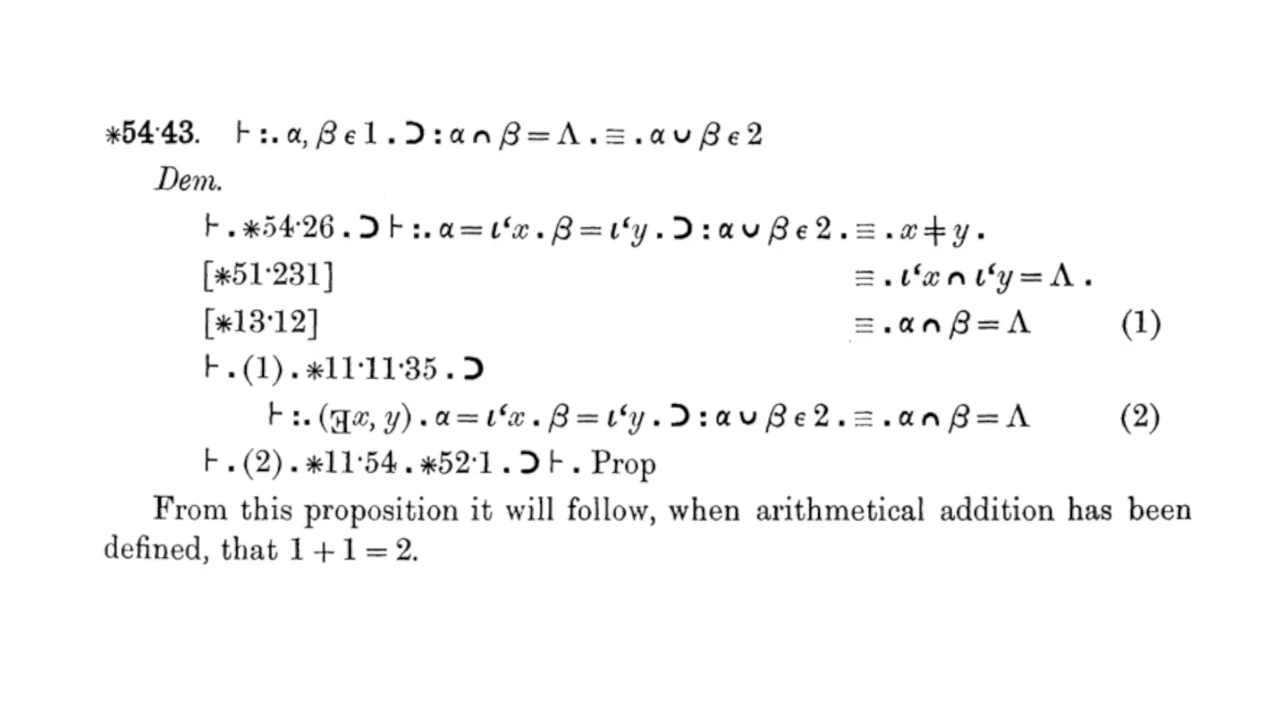 ∗54·43. ⊢ :. α, β ϵ 1 . ⊃ : α ∩ β = Λ . ≡ . α ∪ β ϵ 2
Dem.
⊢ . ∗54·26 . ⊃ ⊢ :. α = ι‘x . β = ι‘y . ⊃ : α ∪ β ϵ 2 . ≡ . x ≠ y .
[∗51·231] ≡ . ι‘x ∩ ι‘y = Λ .
[∗13·12] ≡ . α ∩ β = Λ (1)
⊢ . (1) . ∗11·11·35 . ⊃
⊢ :. (∃x, y) . α = ι‘x . β = ι‘y . ⊃ : α ∪ β ϵ 2 . ≡ . α ∩ β = Λ (2)
⊢ . (2) . ∗11·54 . ∗52·1 . ⊃ ⊢ . Prop
From this proposition it will follow, when arithmetical addition has been
defined, that 1 + 1 = 2.